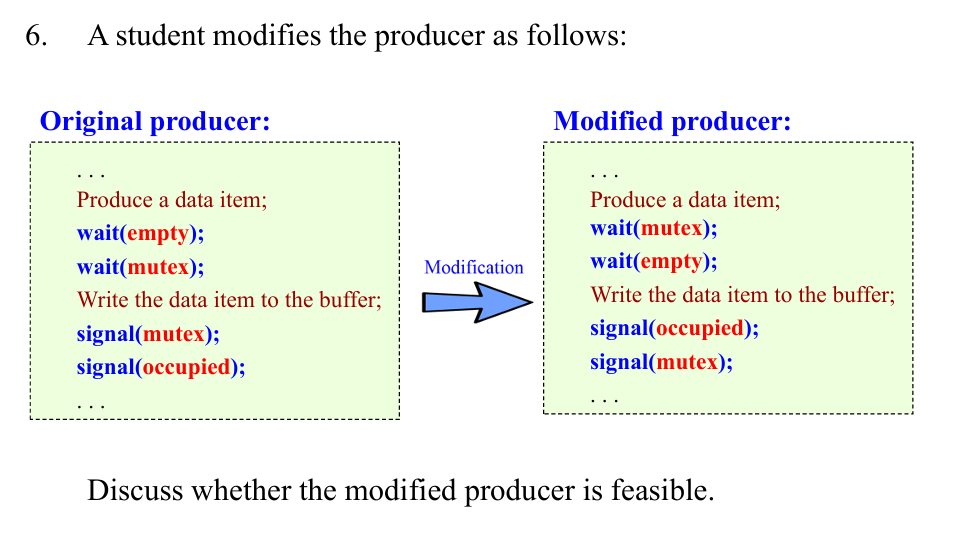 6. A student modifies the producer as follows:
Original producer:
. . .
Produce a data item;
wait(empty);
wait(mutex);
Write the data item to the buffer;
signal(mutex);
signal(occupied);
. . .
Modification
Modified producer:
. . .
Produce a data item;
wait(mutex);
wait(empty);
Write the data item to the buffer;
signal(occupied);
signal(mutex);
. . .
Discuss whether the modified producer is feasible.